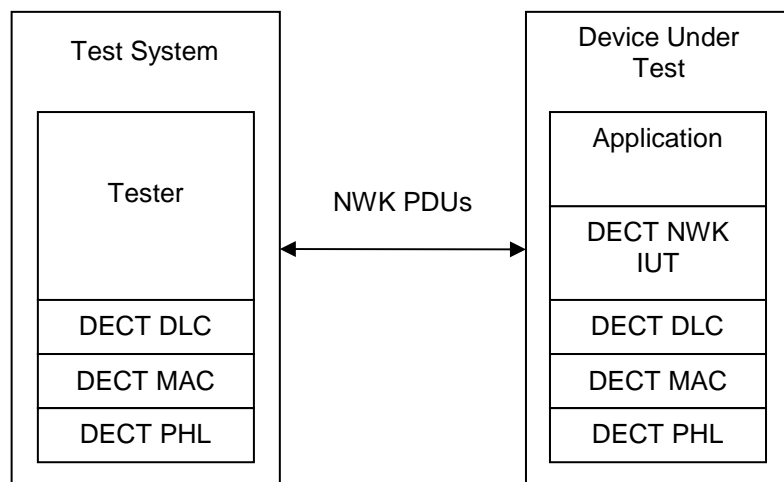 Test System
Tester
DECT DLC
DECT MAC
DECT PHL
NWK PDUs
Device Under
Test
Application
DECT NWK
IUT
DECT DLC
DECT MAC
DECT PHL